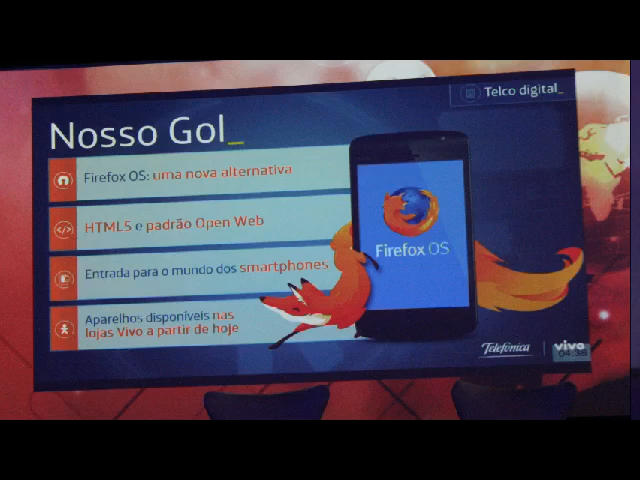 Telco digital_
Nosso Gol_
Firefox OS: uma nova alternativa
</>
HTML5 e padrão Open Web
Entrada para o mundo dos smartphones
Aparelhos disponíveis nas
lojas Vivo a partir de hoje
Firefox OS
Telefónica
vivo
04:38